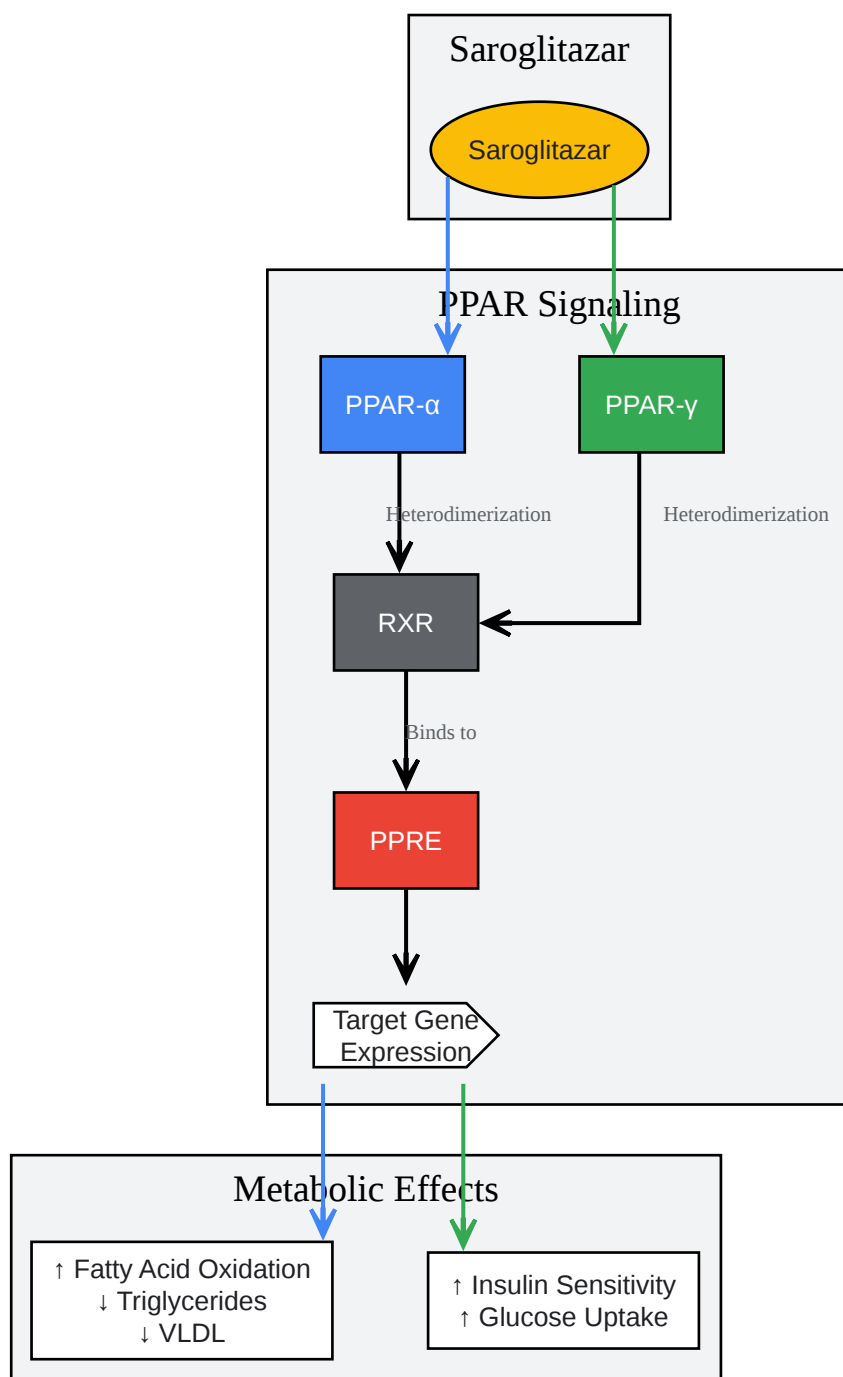 Saroglitazar
Saroglitazar
PPAR Signaling
PPAR-α
PPAR-γ
Heterodimerization
Heterodimerization
RXR
Binds to
PPRE
Target Gene
Expression
Metabolic Effects
↑ Fatty Acid Oxidation
↓ Triglycerides
↓ VLDL
↑ Insulin Sensitivity
↑ Glucose Uptake